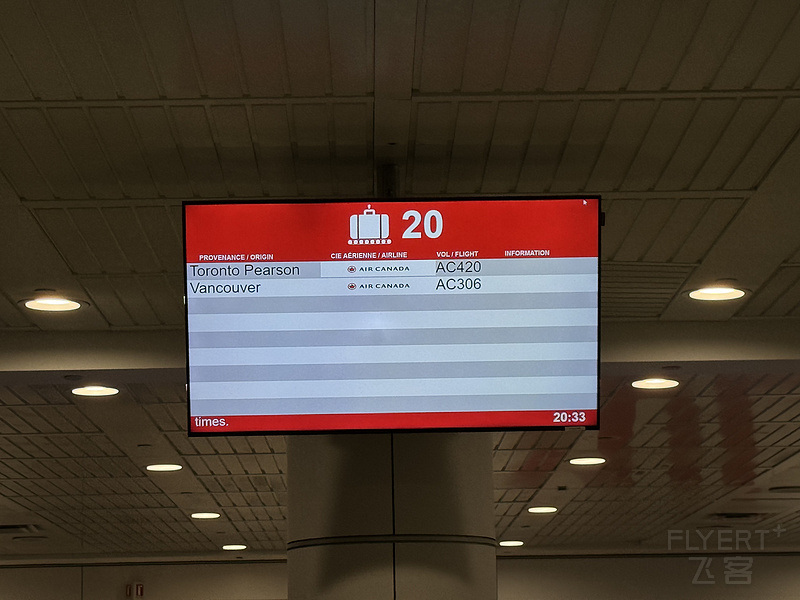 20
PROVENANCE / ORIGIN CIE AÉRIENNE / AIRLINE VOL / FLIGHT INFORMATION
Toronto Pearson AIR CANADA AC420
Vancouver AIR CANADA AC306
times. 20:33
FLYERT+
飞客